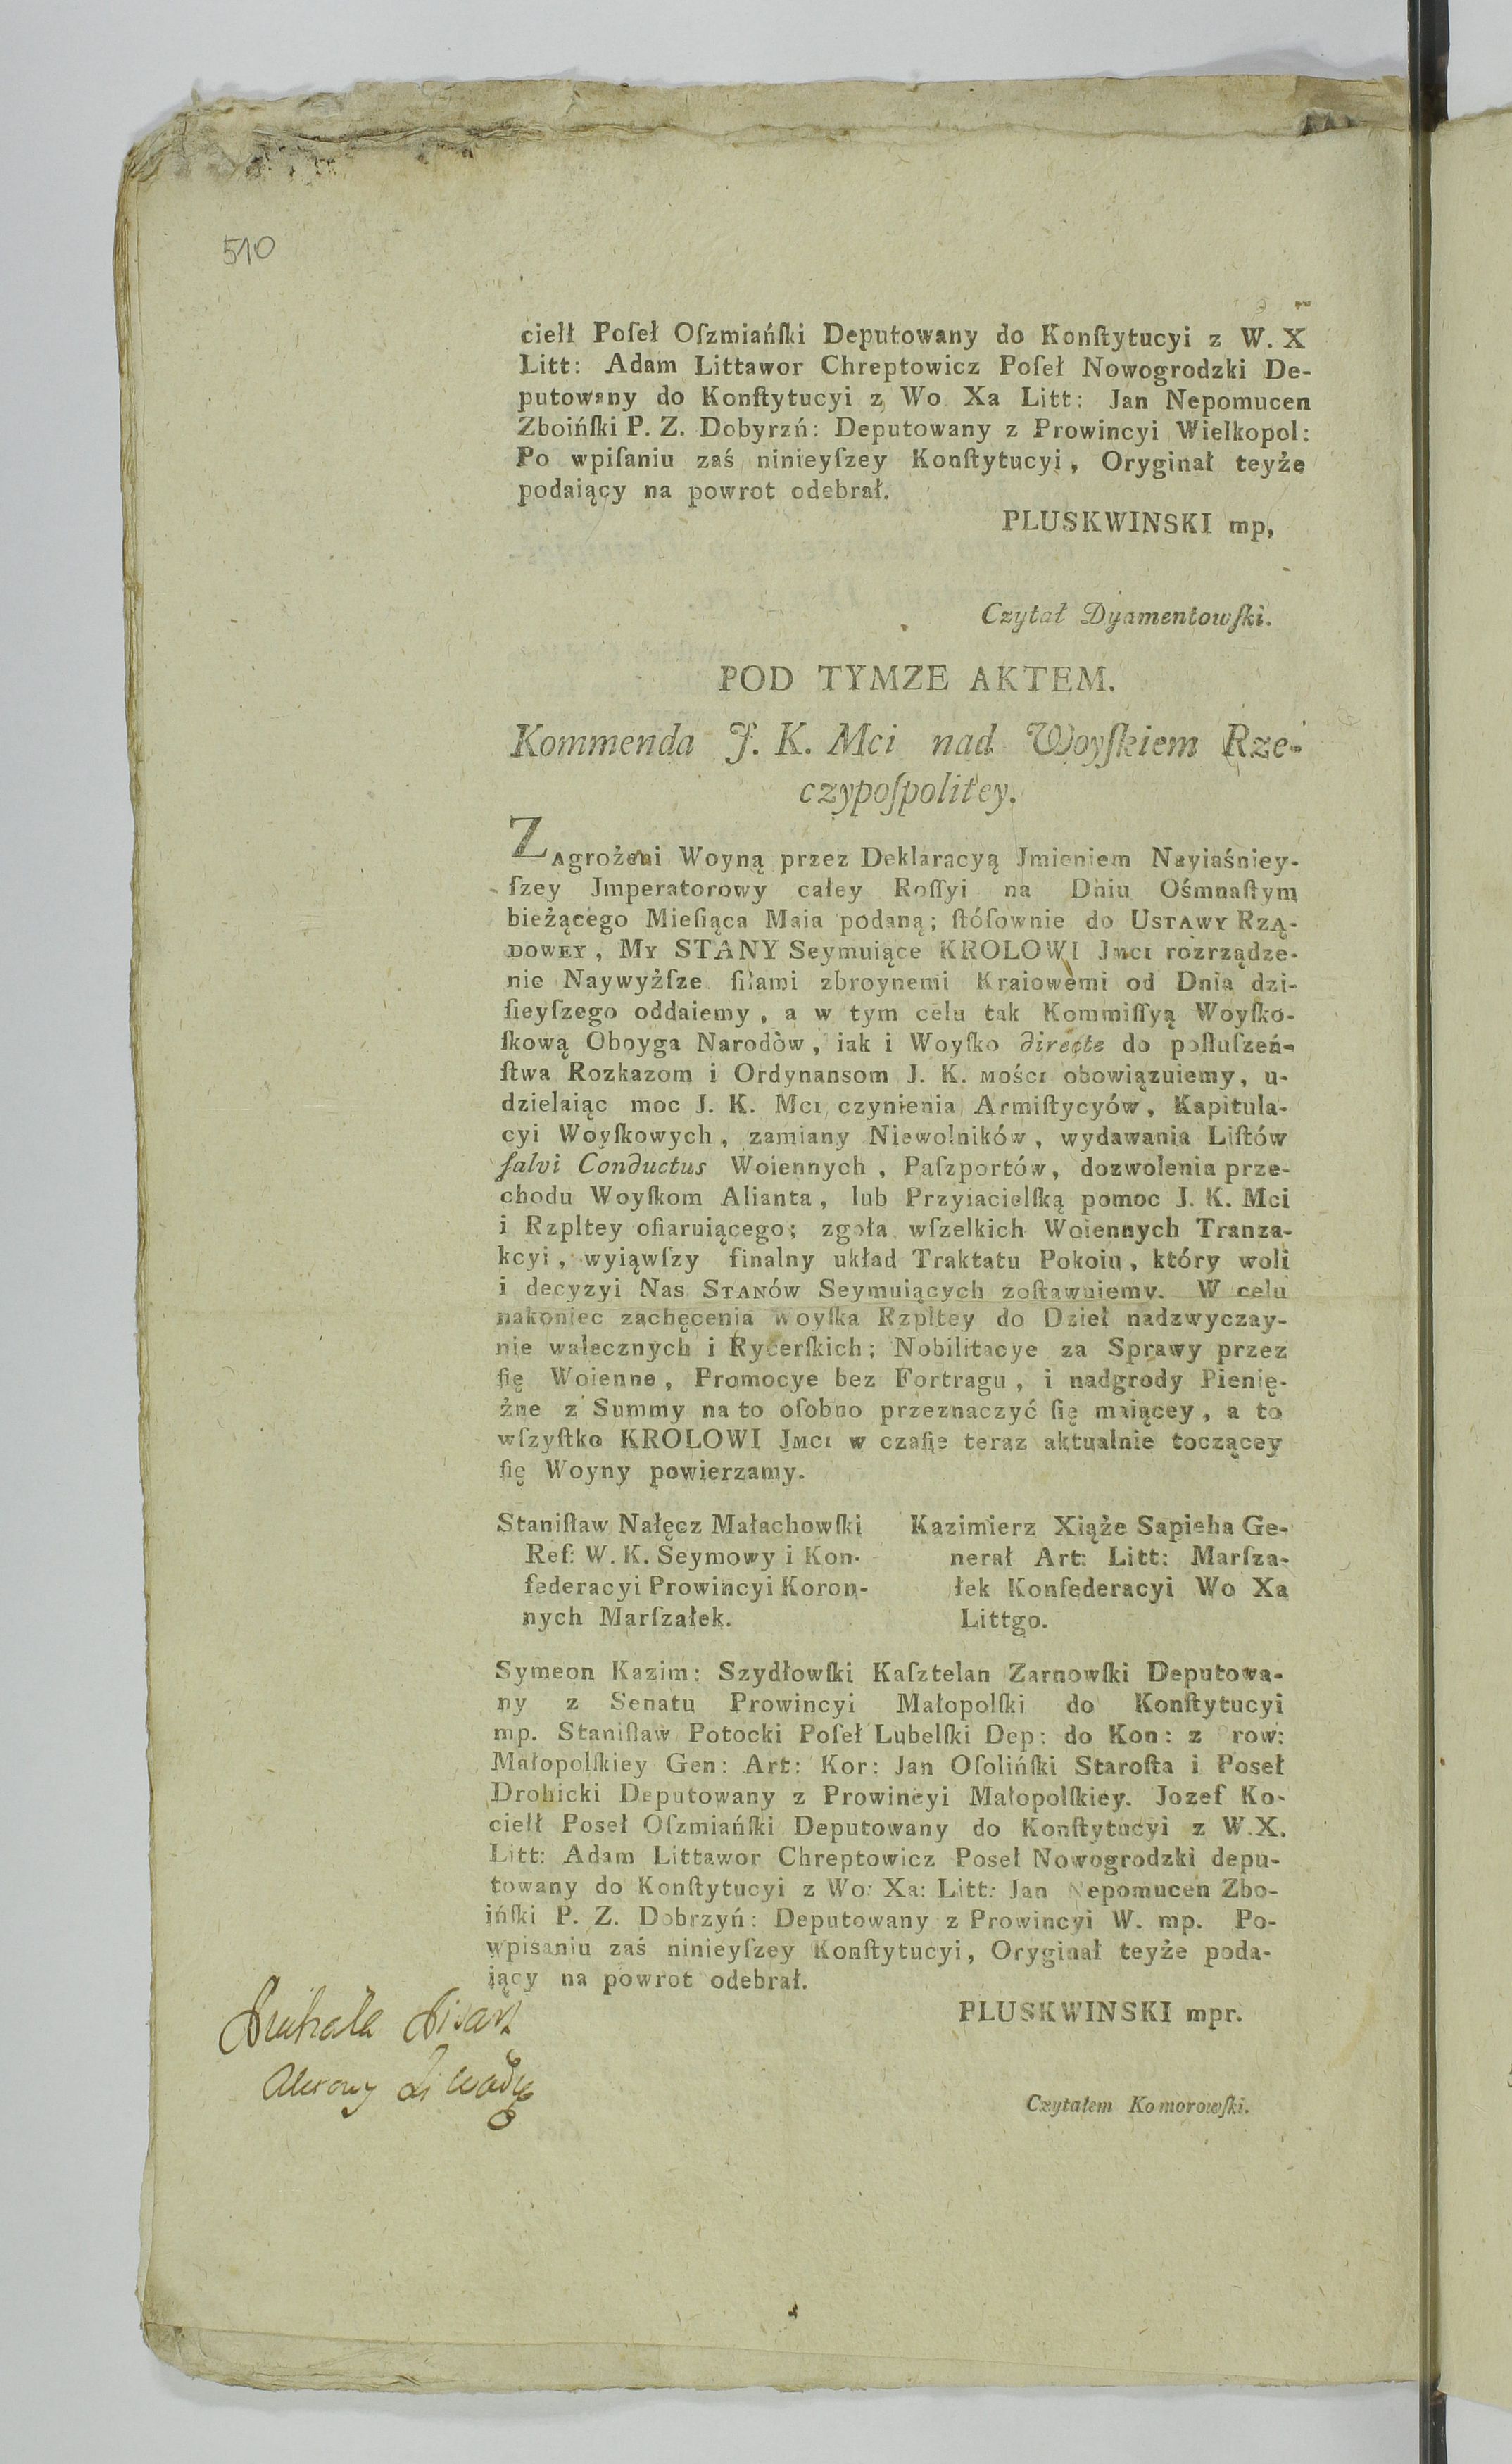 510
ciełł Poſeł Oſzmiańſki Deputowany do Konſtytucyi z W. X
Litt: Adam Littawor Chreptowicz Poſeł Nowogrodzki De-
putowany do Konſtytucyi z Wo Xa Litt: Jan Nepomucen
Zboińſki P. Z. Dobyrzń: Deputowany z Prowincyi Wielkopol:
Po wpiſaniu zaś ninieyſzey Konſtytucyi, Oryginał teyże
podaiący na powrot odebrał.
PLUSKWINSKI mp,
Czytał Dyamentowſki.
POD TYMZE AKTEM.
Kommenda J. K. Mci nad Woyſkiem Rze-
czypoſpolitey.
ZAgrożeni Woyną przez Deklaracyą Jmieniem Nayiaśniey-
ſzey Jmperatorowy całey Roſſyi na Dniu Ośmnaſtym
bieżącego Mieſiąca Maia podaną; ſtóſownie do USTAWY RZĄ-
DOWEY, MY STANY Seymuiące KROLOWI JMCI rozrządze-
nie Naywyżſze ſiłami zbroynemi Kraiowemi od Dnia dzi-
ſieyſzego oddaiemy, a w tym celu tak Kommiſſyą Woyſko-
ſkową Oboyga Narodòw, iak i Woyſko directe do poſłuſzeń-
ſtwa Rozkazom i Ordynansom J. K. MOŚCI obowiązuiemy, u-
dzielaiąc moc J. K. MCI czynienia Armiſtycyów, Kapitula-
cyi Woyſkowych, zamiany Niewolników, wydawania Liſtów
ſalvi Conductus Woiennych, Paſzportów, dozwolenia prze-
chodu Woyſkom Alianta, lub Przyiacielſką pomoc J. K. Mci
i Rzpltey ofiaruiącego; zgoła wſzelkich Woiennych Tranza-
kcyi, wyiąwſzy finalny układ Traktatu Pokoiu, który woli
i decyzyi Nas STANÓW Seymuiących zoſtawuiemy. W celu
nakoniec zachęcenia woyſka Rzpltey do Dzieł nadzwyczay-
nie walecznych i Rycerſkich; Nobilitacye za Sprawy przez
ſię Woienne, Promocye bez Fortragu, i nadgrody Pienię-
żne z Summy na to oſobno przeznaczyć ſię maiącey, a to
wſzyſtko KROLOWI JMCI w czaſie teraz aktualnie toczącey
ſię Woyny powierzamy.
Staniſław Nałęcz Małachowſki
Ref: W. K. Seymowy i Kon-
federacyi Prowincyi Koron-
nych Marſzałek.
Kazimierz Xiąże Sapieha Ge-
nerał Art: Litt: Marſza-
łek Konfederacyi Wo Xa
Littgo.
Symeon Kazim: Szydłowſki Kaſztelan Zarnowſki Deputowa-
ny z Senatu Prowincyi Małopolſki do Konſtytucyi
mp. Staniſław Potocki Poſeł Lubelſki Dep: do Kon: z row:
Małopolſkiey Gen: Art: Kor: Jan Oſoliński Staroſta i Poseł
Drohicki Deputowany z Prowincyi Małopolſkiey. Jozef Ko-
ciełł Poseł Oſzmiańſki Deputowany do Konſtytucyi z W.X.
Litt: Adam Littawor Chreptowicz Poseł Nowogrodzki depu-
towany do Konſtytucyi z Wo: Xa: Litt: Jan Nepomucen Zbo-
ińſki P. Z. Dobrzyń: Deputowany z Prowincyi W. mp. Po-
wpisaniu zaś ninieyſzey Konſtytucyi, Oryginał teyże poda-
iący na powrot odebrał.
PLUSKWINSKI mpr.
Czytałem Komorowſki.